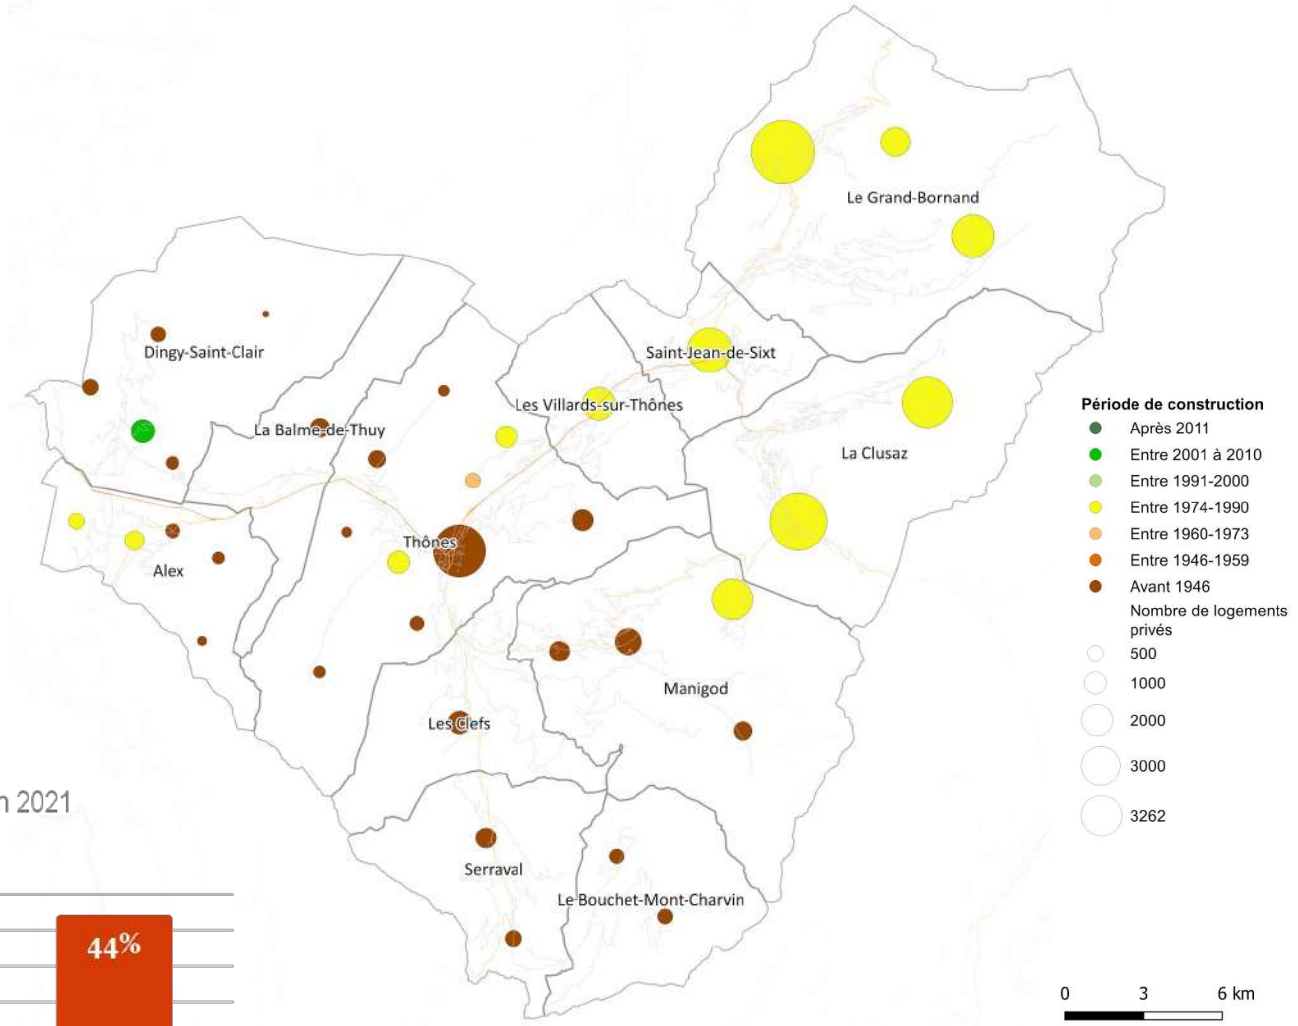 Le Grand-Bornand
Dingy-Saint-Clair
Saint-Jean-de-Sixt
Les Villards-sur-Thônes
La Balme-de-Thuy
La Clusaz
Thônes
Alex
Manigod
Les Clefs
Serraval
Le Bouchet-Mont-Charvin
Période de construction
Après 2011
Entre 2001 à 2010
Entre 1991-2000
Entre 1974-1990
Entre 1960-1973
Entre 1946-1959
Avant 1946
Nombre de logements
privés
500
1000
2000
3000
3262
2021
44%
0 3 6 km